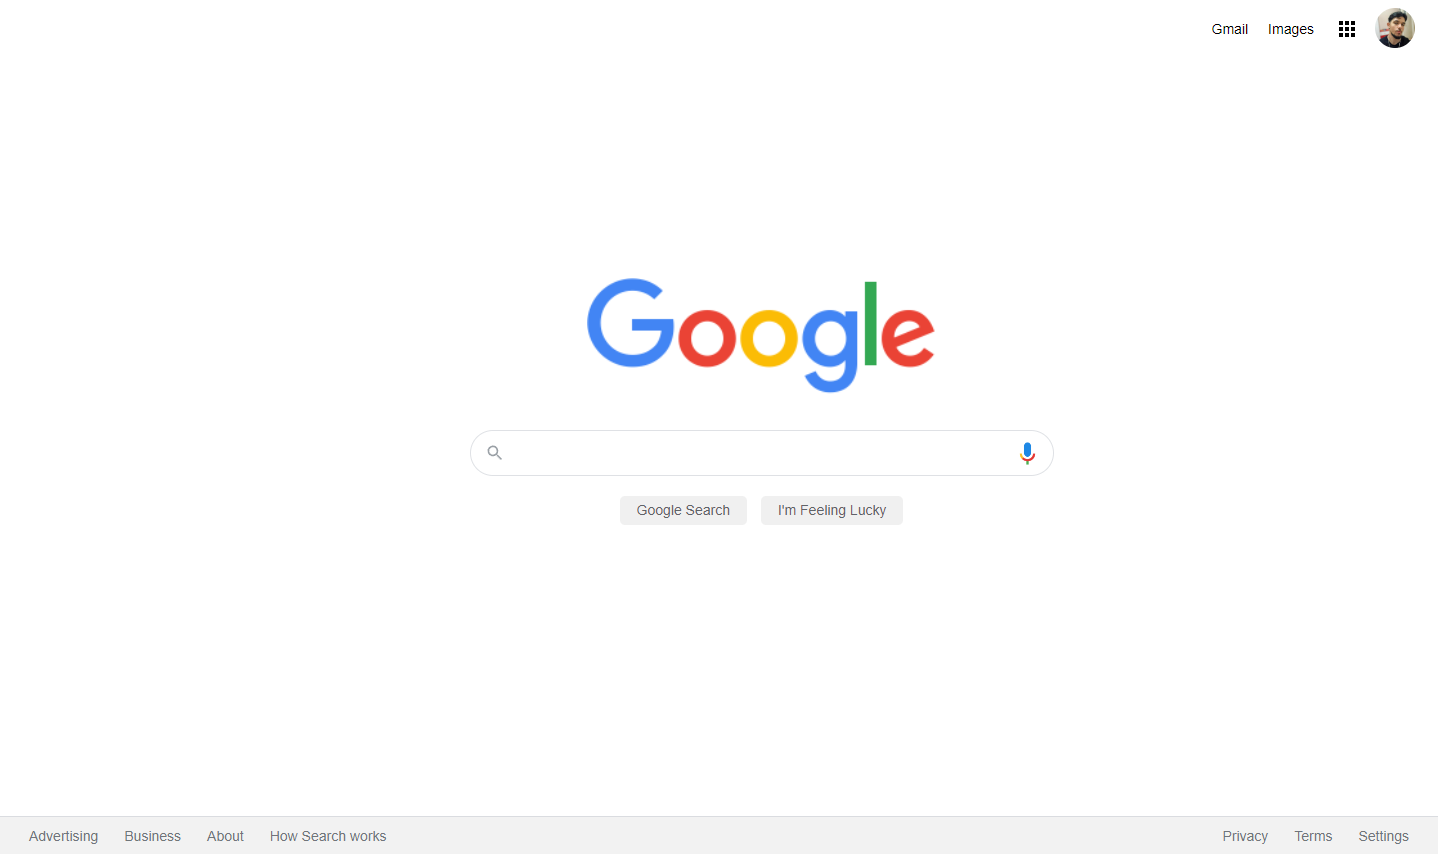 Gmail Images
Google
Google Search I'm Feeling Lucky
Advertising Business About How Search works Privacy Terms Settings